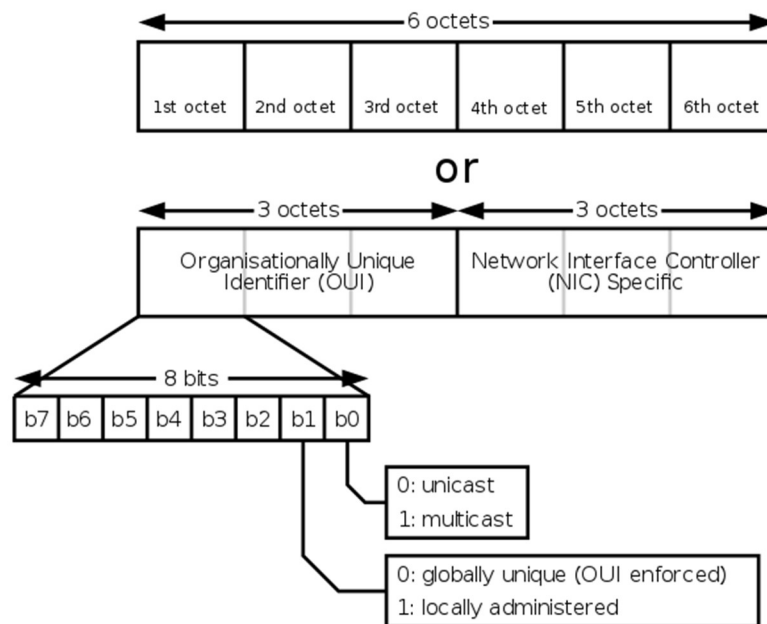 6 octets
1st octet 2nd octet 3rd octet 4th octet 5th octet 6th octet
or
3 octets 3 octets
Organisationally Unique
Identifier (OUI)
Network Interface Controller
(NIC) Specific
8 bits
b7 b6 b5 b4 b3 b2 b1 b0
0: unicast
1: multicast
0: globally unique (OUI enforced)
1: locally administered